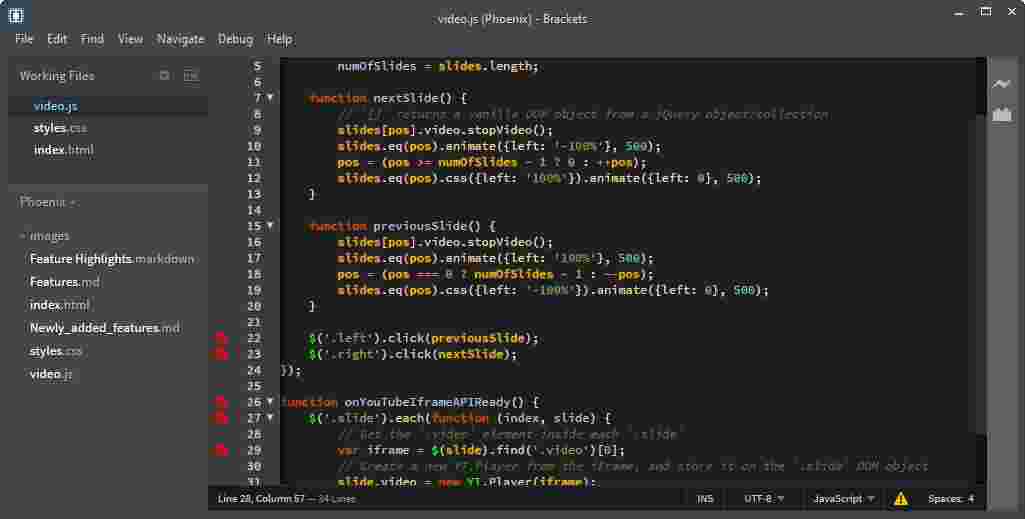 video.js (Phoenix) - Brackets
File Edit Find View Navigate Debug Help
Working Files
video.js
styles.css
index.html
Phoenix
images
Feature Highlights.markdown
Features.md
index.html
Newly_added_features.md
styles.css
video.js
5 numOfSlides = slides.length;
6
7 function nextSlide() {
8 // `[]` returns a vanilla DOM object from a jQuery object/collection
9 slides[pos].video.stopVideo();
10 slides.eq(pos).animate({left: '-100%'}, 500);
11 pos = (pos >= numOfSlides - 1 ? 0 : ++pos);
12 slides.eq(pos).css({left: '100%'}).animate({left: 0}, 500);
13 }
14
15 function previousSlide() {
16 slides[pos].video.stopVideo();
17 slides.eq(pos).animate({left: '100%'}, 500);
18 pos = (pos === 0 ? numOfSlides - 1 : --pos);
19 slides.eq(pos).css({left: '-100%'}).animate({left: 0}, 500);
20 }
21
22 $('.left').click(previousSlide);
23 $('.right').click(nextSlide);
24 });
25
26 function onYouTubeIframeAPIReady() {
27 $('.slide').each(function (index, slide) {
28 // Get the `.video` element inside each `.slide`
29 var iframe = $(slide).find('.video')[0];
30 // Create a new YT.Player from the iframe, and store it on the `.slide` DOM object
31 slide.video = new YT.Player(iframe);
Line 28, Column 57 — 34 Lines INS UTF-8 JavaScript Spaces: 4